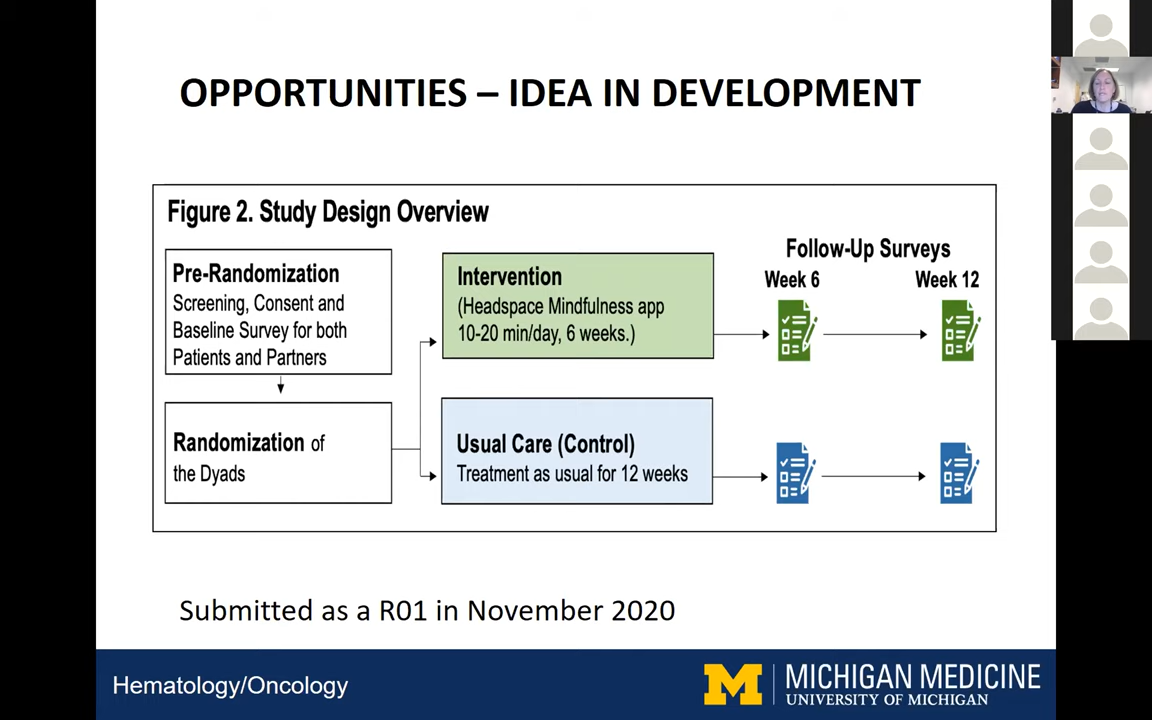 OPPORTUNITIES – IDEA IN DEVELOPMENT
Figure 2. Study Design Overview
Pre-Randomization
Screening, Consent and
Baseline Survey for both
Patients and Partners
Randomization of
the Dyads
Intervention
(Headspace Mindfulness app
10-20 min/day, 6 weeks.)
Usual Care (Control)
Treatment as usual for 12 weeks
Follow-Up Surveys
Week 6
Week 12
Submitted as a R01 in November 2020
Hematology/Oncology
M
MICHIGAN MEDICINE
UNIVERSITY OF MICHIGAN